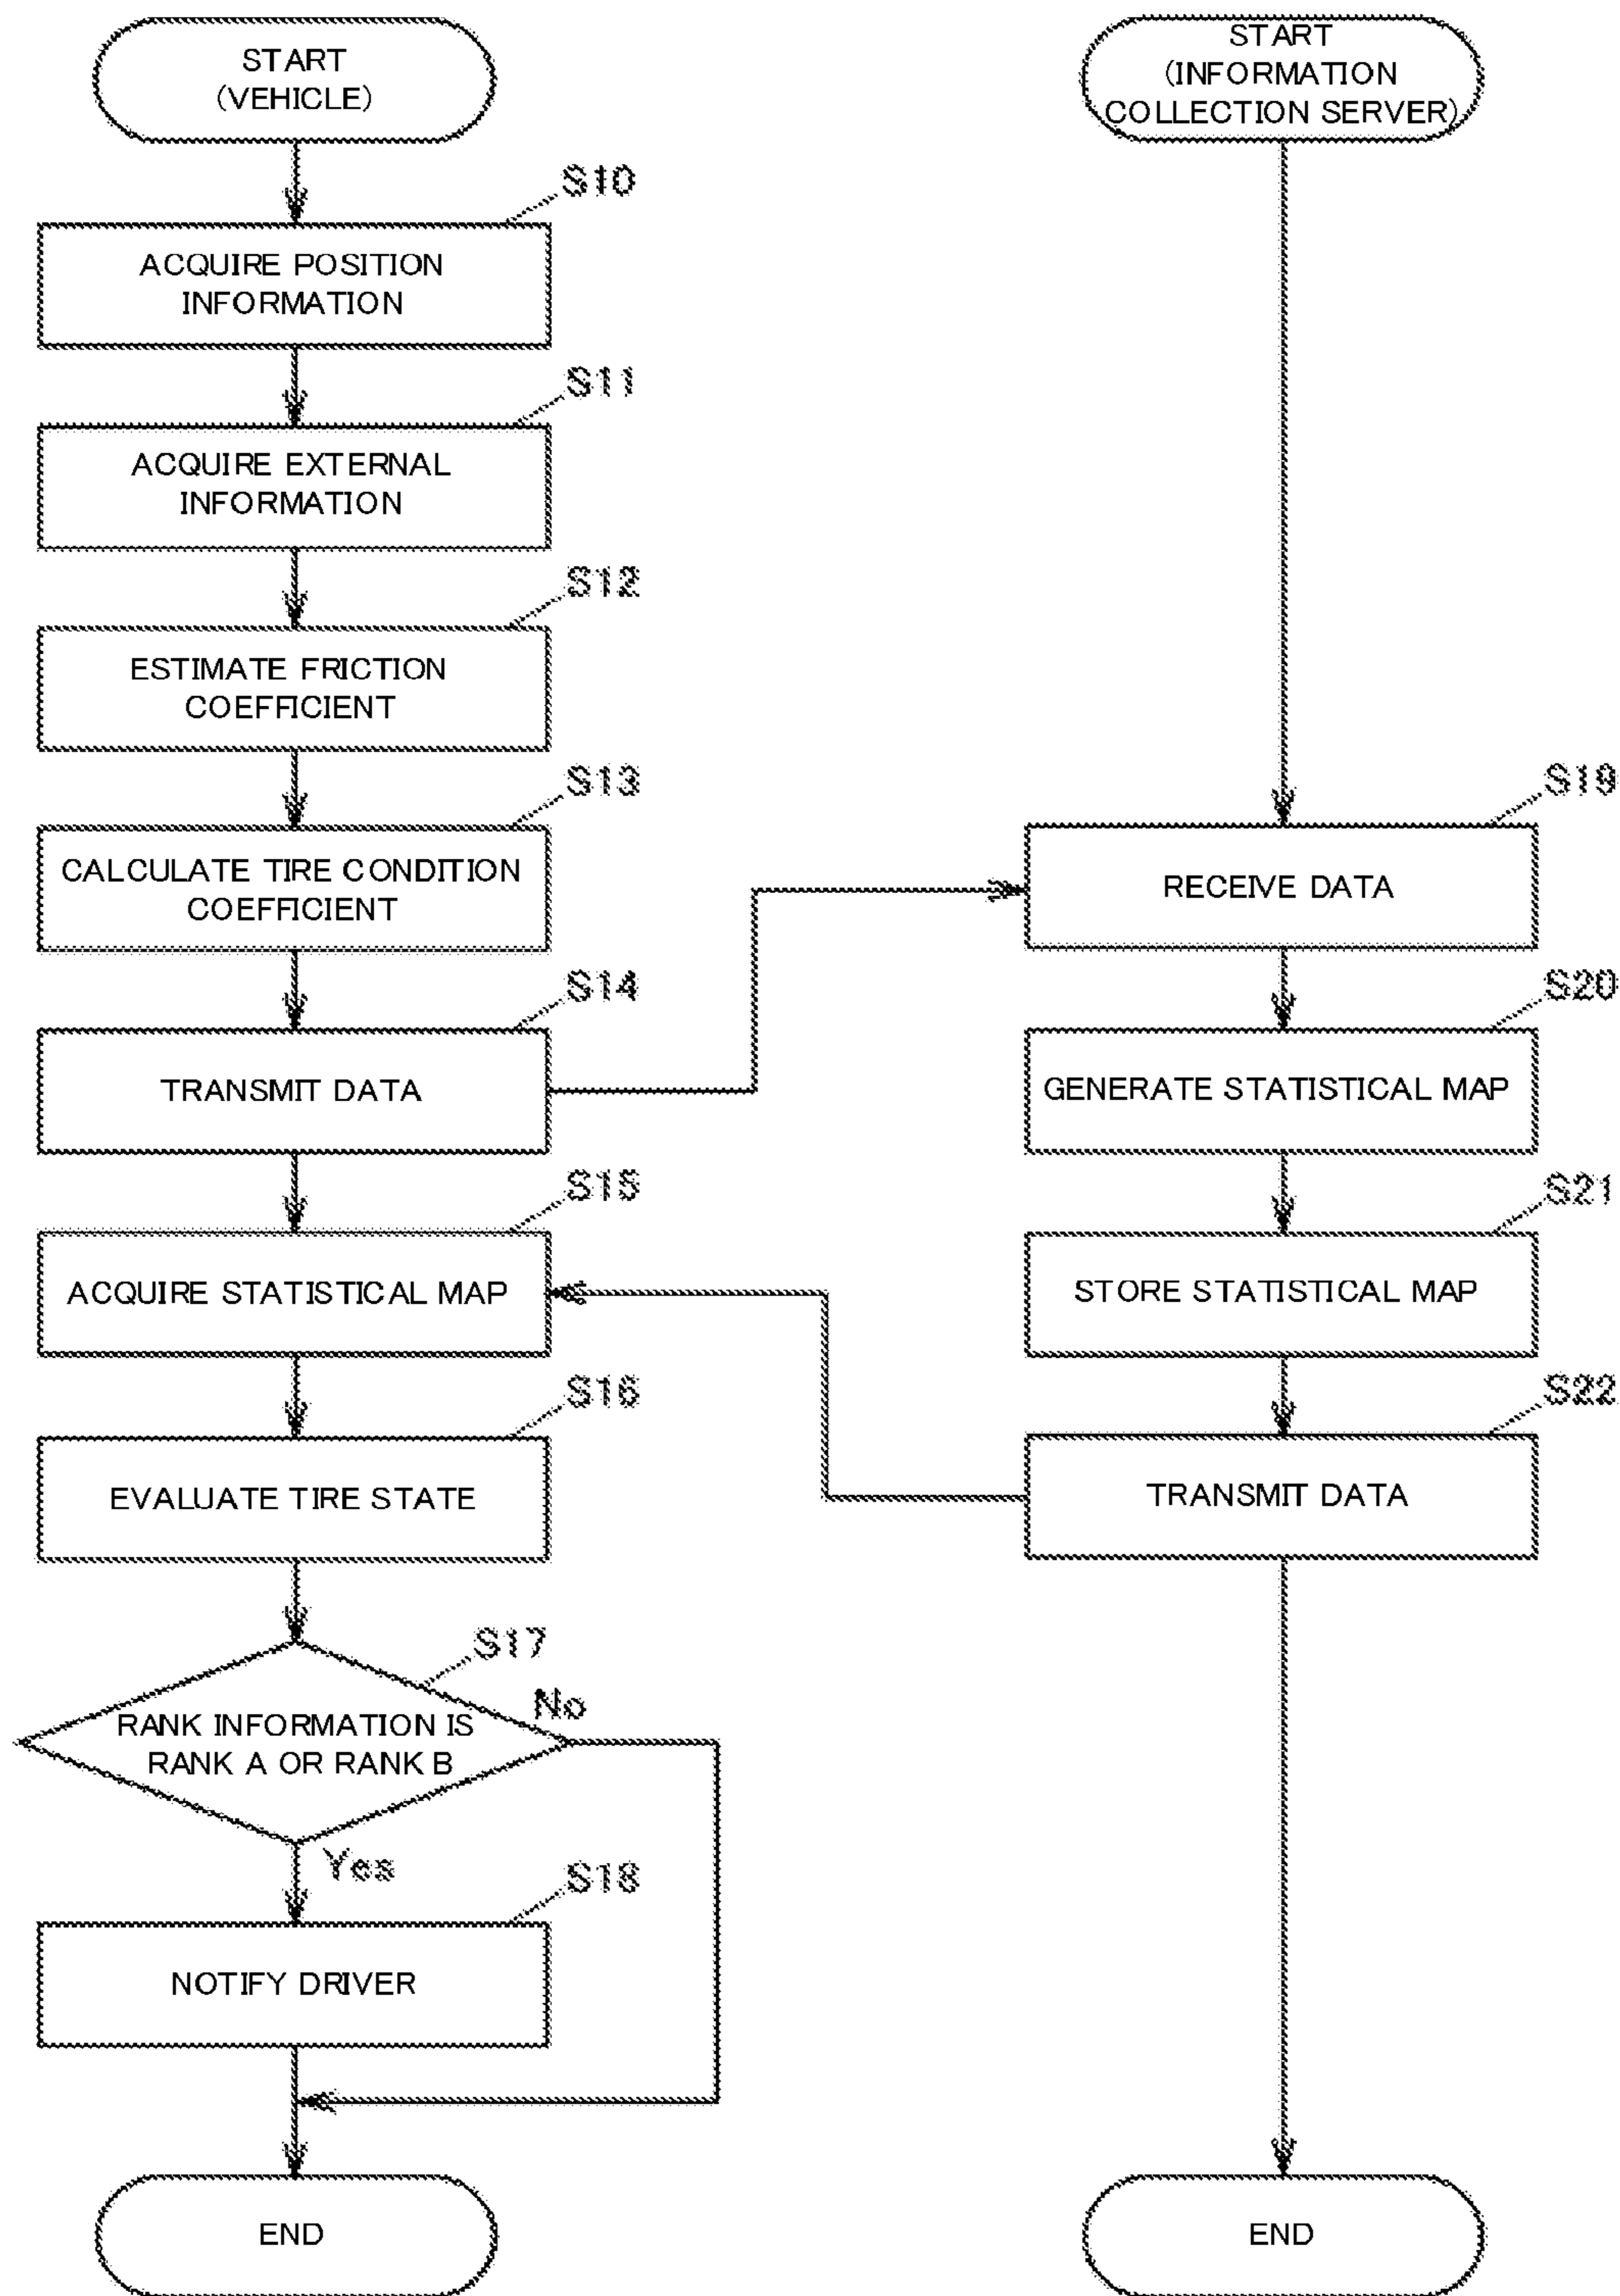 START
(VEHICLE)
S10
ACQUIRE POSITION
INFORMATION
S11
ACQUIRE EXTERNAL
INFORMATION
S12
ESTIMATE FRICTION
COEFFICIENT
S13
CALCULATE TIRE CONDITION
COEFFICIENT
S14
TRANSMIT DATA
S15
ACQUIRE STATISTICAL MAP
S16
EVALUATE TIRE STATE
S17
RANK INFORMATION IS
RANK A OR RANK B
No
Yes
S18
NOTIFY DRIVER
END
START
(INFORMATION
COLLECTION SERVER)
S19
RECEIVE DATA
S20
GENERATE STATISTICAL MAP
S21
STORE STATISTICAL MAP
S22
TRANSMIT DATA
END